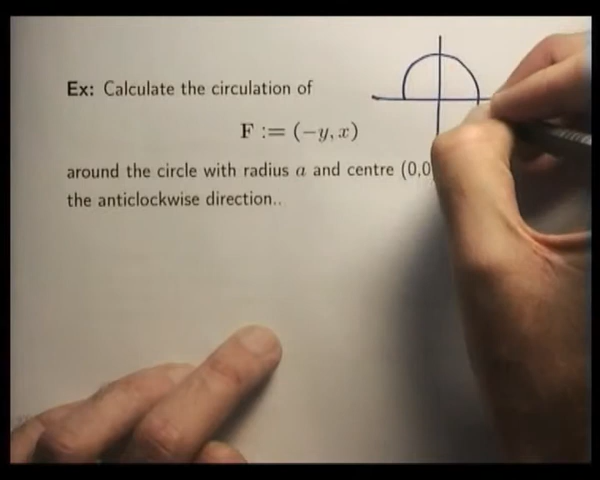 Ex: Calculate the circulation of
F := (−y, x)
around the circle with radius a and centre (0,0
the anticlockwise direction..